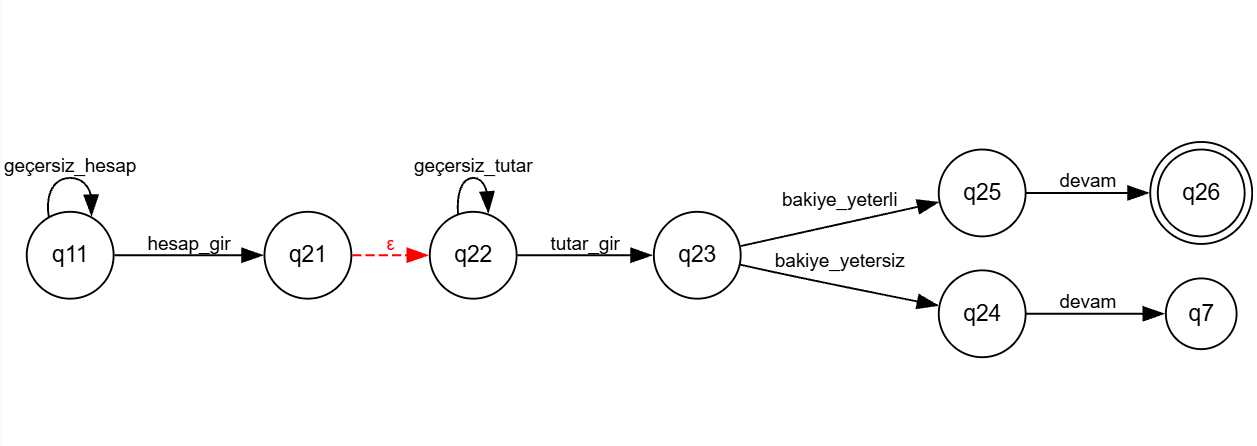 geçersiz_hesap
geçersiz_tutar
q11
hesap_gir
q21
ε
q22
tutar_gir
q23
bakiye_yeterli
q25
devam
q26
bakiye_yetersiz
q24
devam
q7